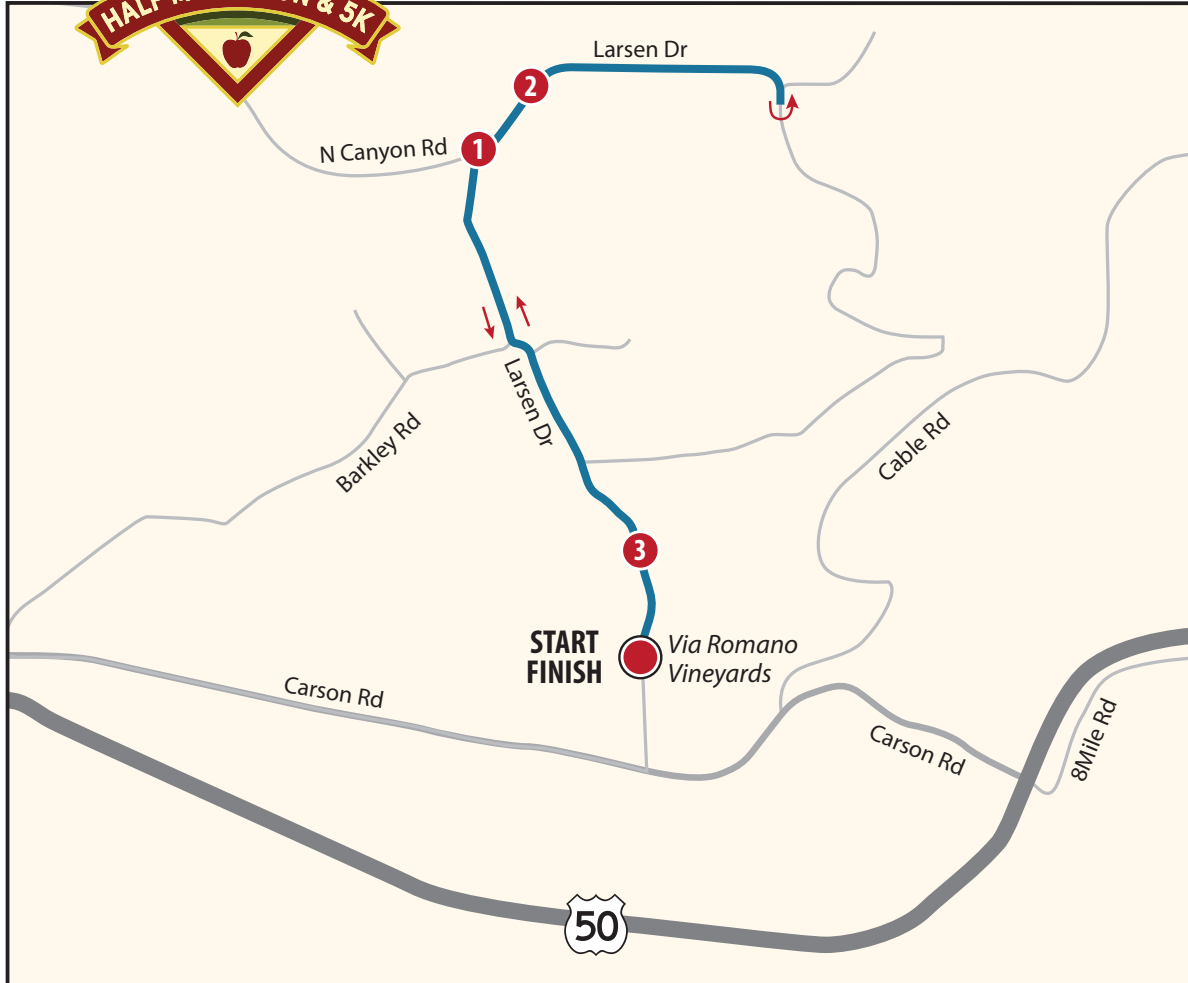 HALF M
N & 5K
Larsen Dr
2
1
N Canyon Rd
Larsen Dr
Barkley Rd
Cable Rd
3
START
FINISH
Via Romano
Vineyards
Carson Rd
Carson Rd
8Mile Rd
50